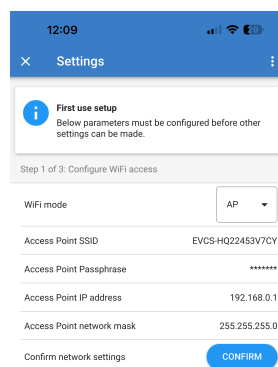 12:09
29
Settings
First use setup
Below parameters must be configured before other
settings can be made.
Step 1 of 3: Configure WiFi access
WiFi mode
AP
Access Point SSID
EVCS-HQ22453V7CY
Access Point Passphrase
*******
Access Point IP address
192.168.0.1
Access Point network mask
255.255.255.0
Confirm network settings
CONFIRM